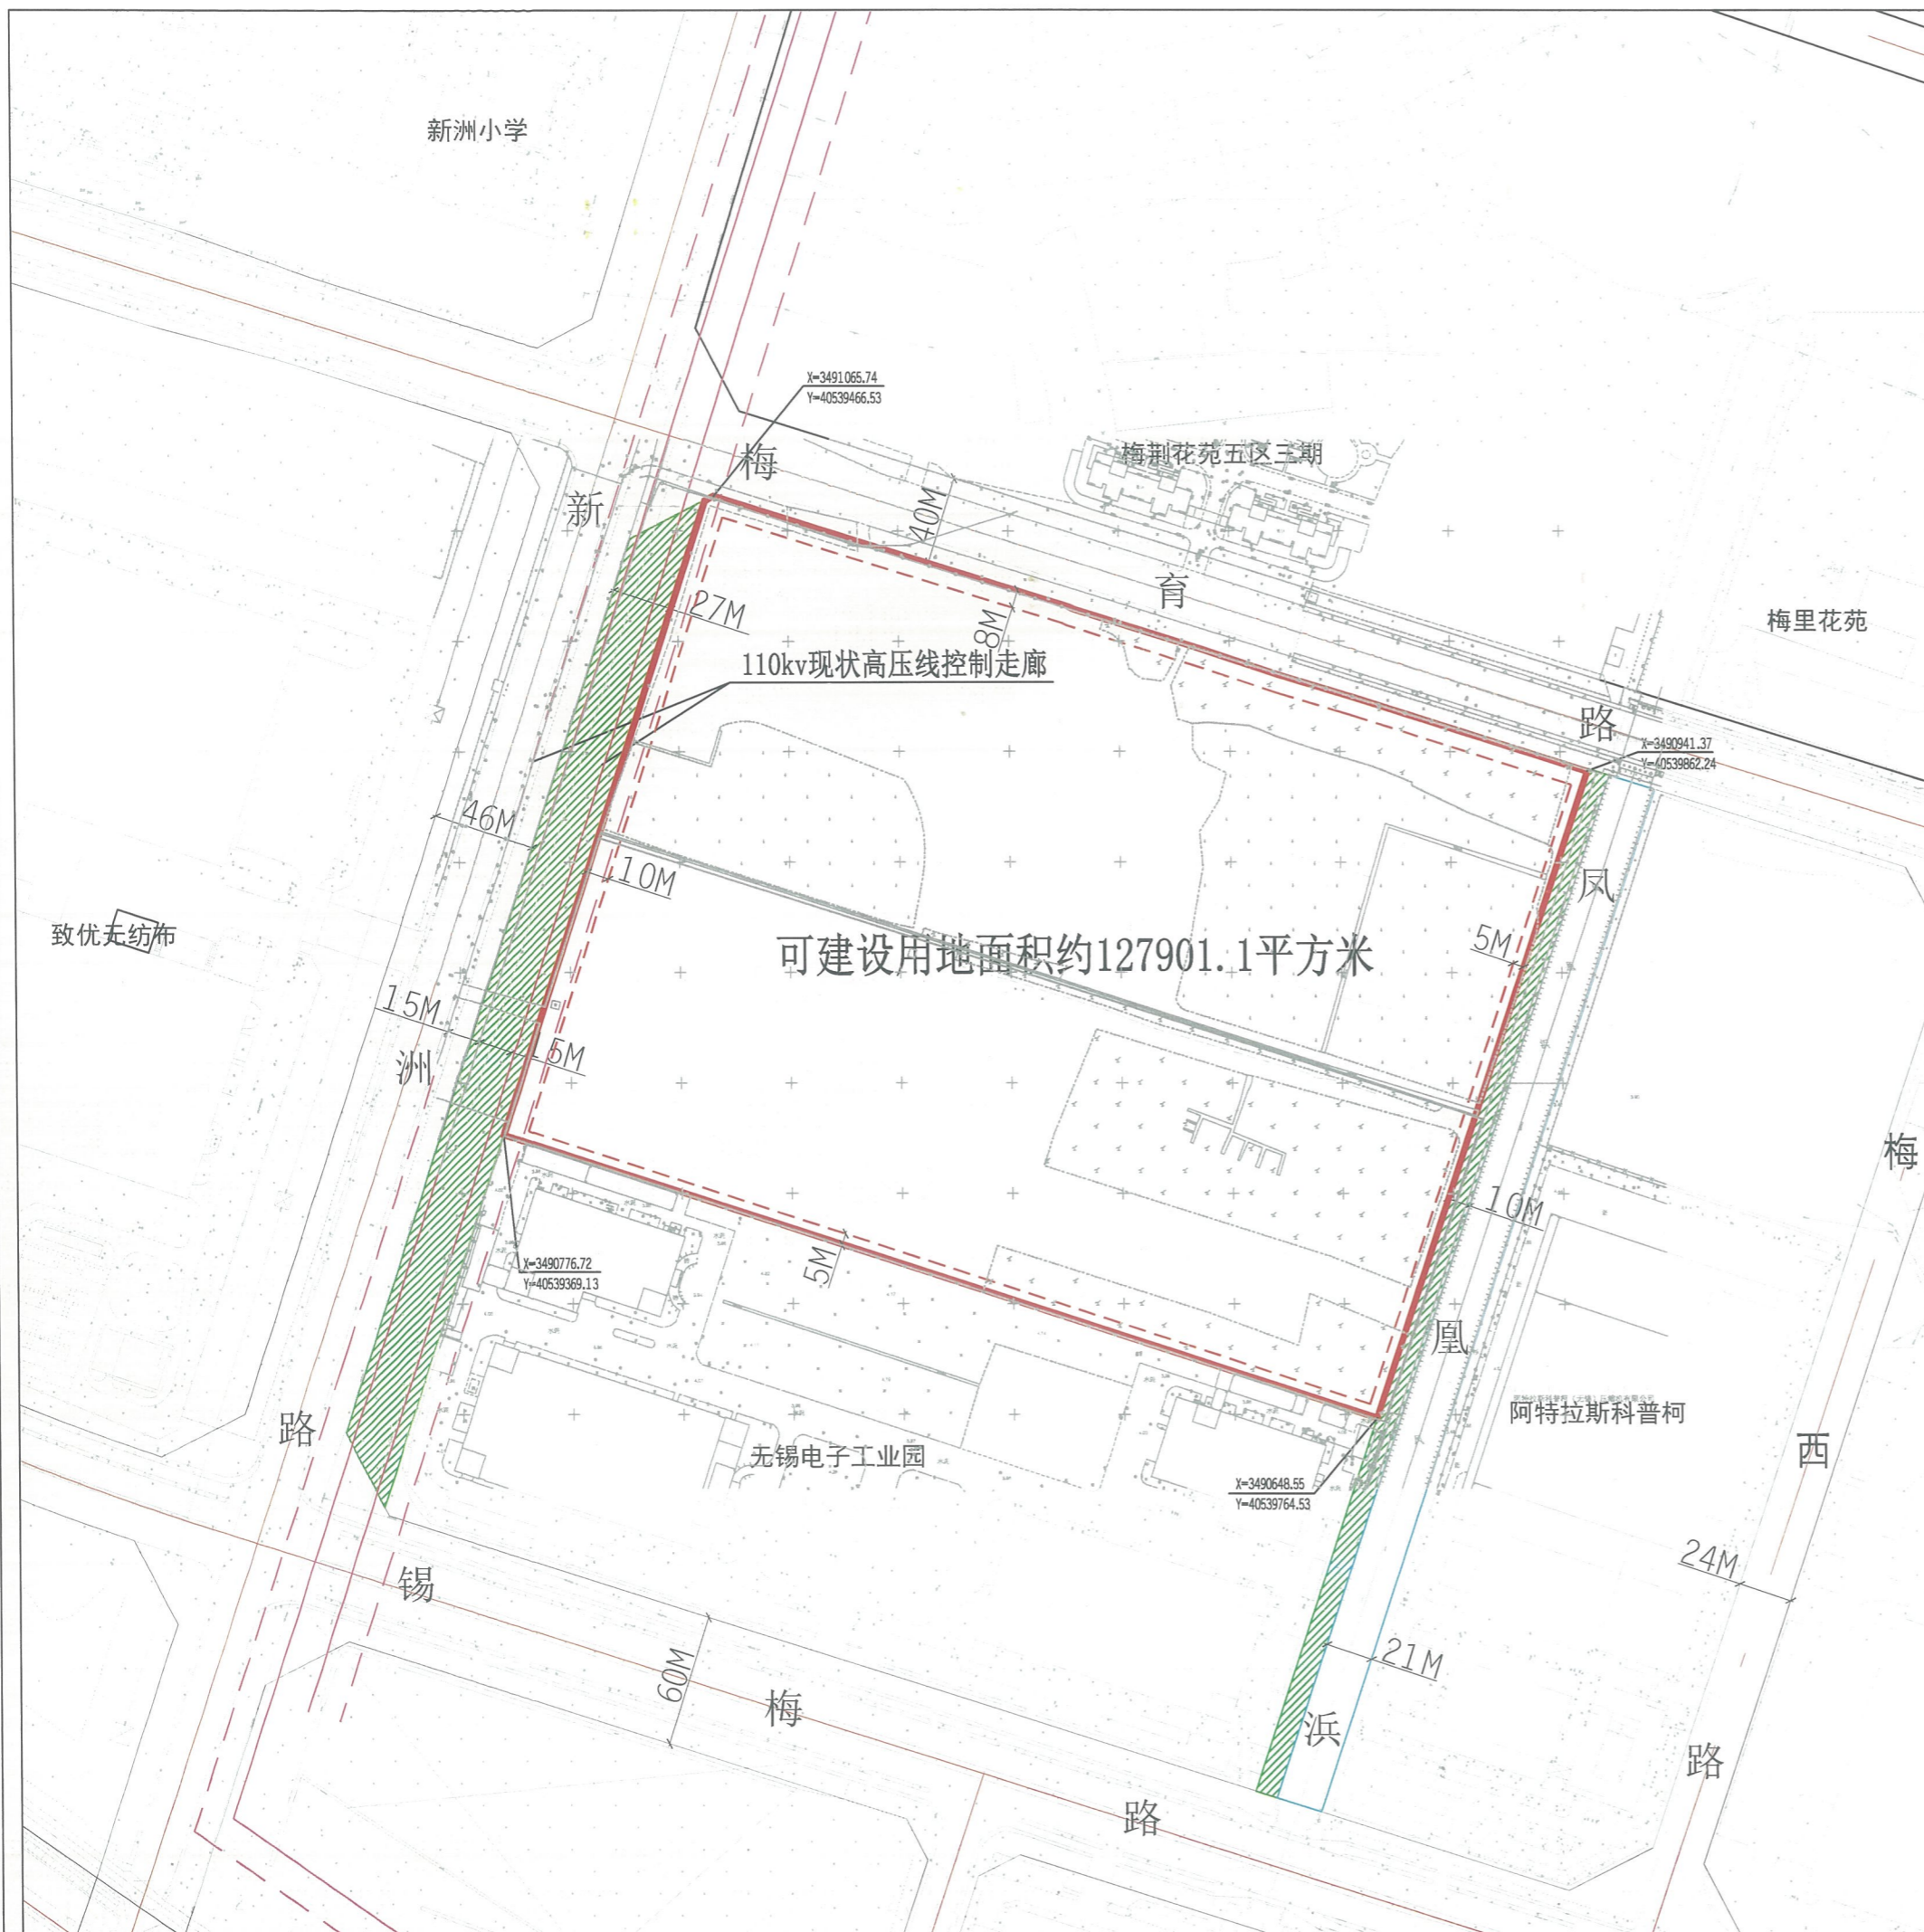 新洲小学
X=3491065.74
Y=40539466.53
梅荆花苑五区三期
梅
40M
新
育
梅里花苑
27M
8M
110kv现状高压线控制走廊
路
X=3490941.37
Y=40539862.24
46M
10M
凤
致优无纺布
可建设用地面积约127901.1平方米
5M
15M
15M
洲
梅
10M
X=3490776.72
Y=40539369.13
5M
凰
阿特拉斯科普柯
路
无锡电子工业园
西
X=3490648.55
Y=40539764.53
24M
锡
21M
60M
梅
浜
路
路